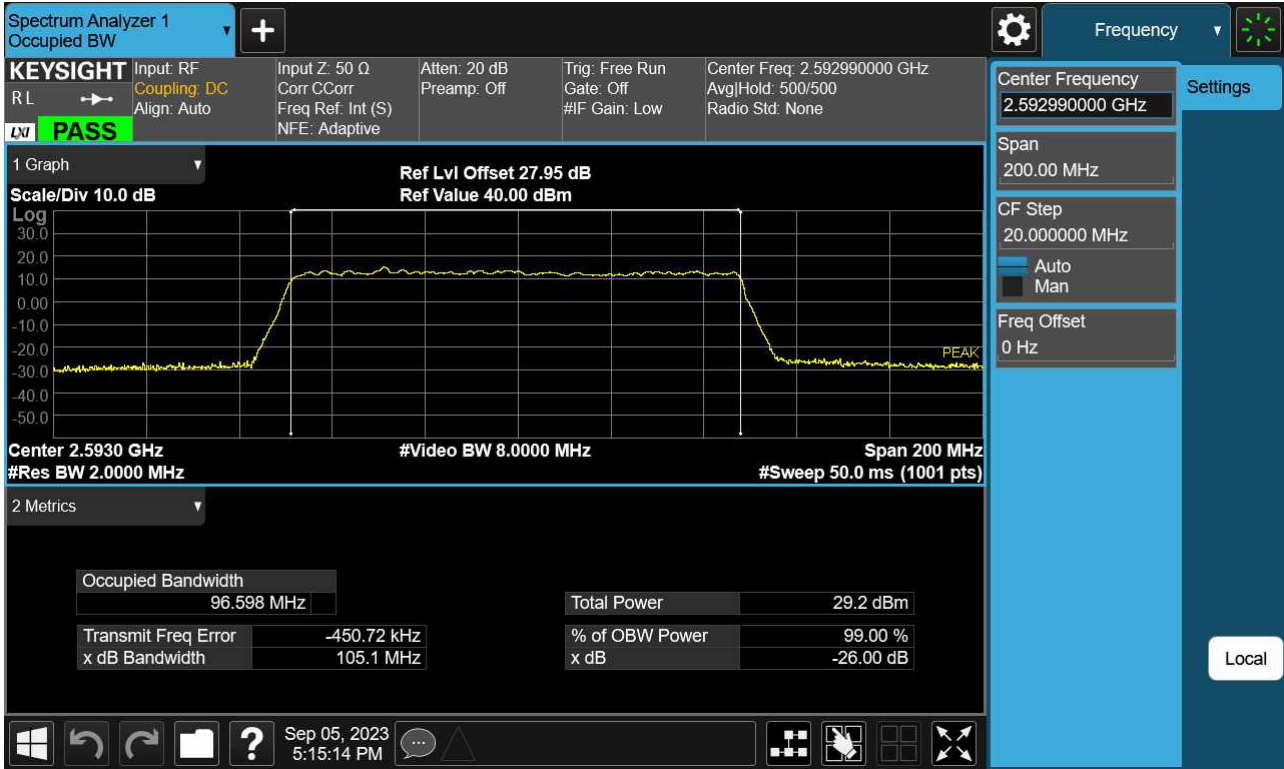 Spectrum Analyzer 1
Occupied BW
+
Frequency
KEYSIGHT
R L
LXI PASS
Input: RF
Coupling: DC
Align: Auto
Input Z: 50 Ω
Corr CCorr
Freq Ref: Int (S)
NFE: Adaptive
Atten: 20 dB
Preamp: Off
Trig: Free Run
Gate: Off
#IF Gain: Low
Center Freq: 2.592990000 GHz
Avg|Hold: 500/500
Radio Std: None
Center Frequency
2.592990000 GHz
Settings
Span
200.00 MHz
CF Step
20.000000 MHz
Auto
Man
Freq Offset
0 Hz
Local
1 Graph
Scale/Div 10.0 dB
Ref Lvl Offset 27.95 dB
Ref Value 40.00 dBm
Log
30.0
20.0
10.0
0.00
-10.0
-20.0
-30.0
-40.0
-50.0
PEAK
Center 2.5930 GHz
#Video BW 8.0000 MHz
Span 200 MHz
#Res BW 2.0000 MHz
#Sweep 50.0 ms (1001 pts)
2 Metrics
Occupied Bandwidth
96.598 MHz
Total Power 29.2 dBm
Transmit Freq Error -450.72 kHz
% of OBW Power 99.00 %
x dB Bandwidth 105.1 MHz
x dB -26.00 dB
?
Sep 05, 2023
5:15:14 PM